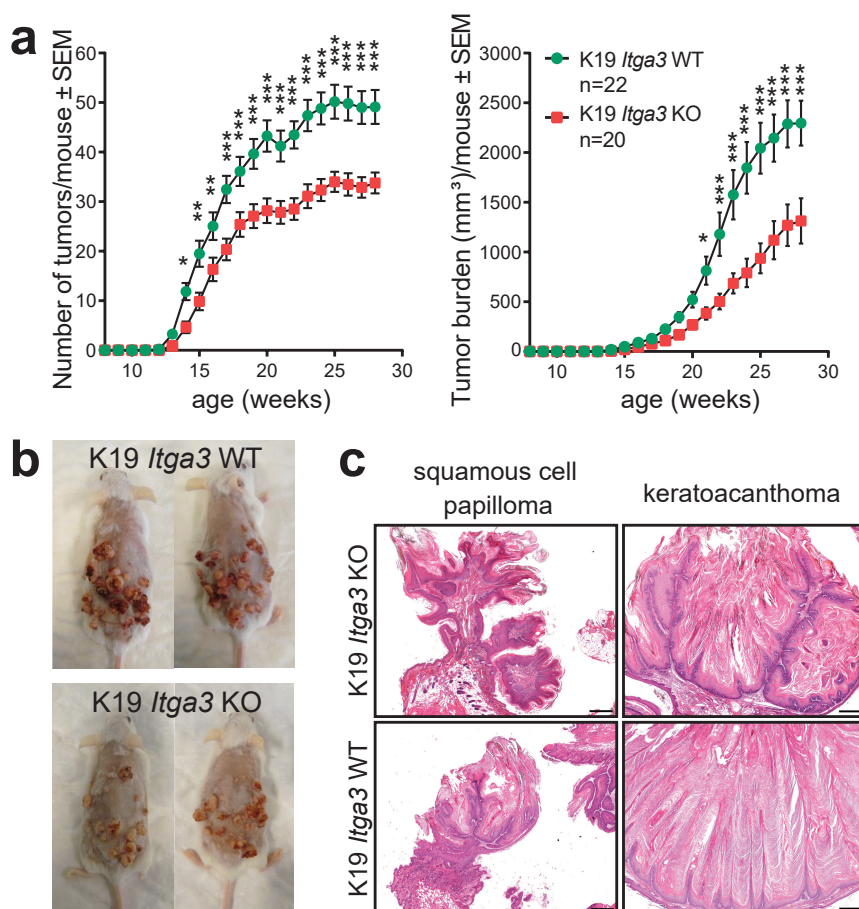 a
Number of tumors/mouse ± SEM
60
50
40
30
20
10
0
10
15
20
25
30
age (weeks)
*
**
**
***
***
***
***
***
***
***
***
***
***
***
***
Tumor burden (mm³)/mouse ± SEM
3000
2500
2000
1500
1000
500
0
10
15
20
25
30
age (weeks)
K19 Itga3 WT
n=22
K19 Itga3 KO
n=20
*
***
***
***
***
***
***
***
b
K19 Itga3 WT
K19 Itga3 KO
c
squamous cell
papilloma
keratoacanthoma
K19 Itga3 KO
K19 Itga3 WT